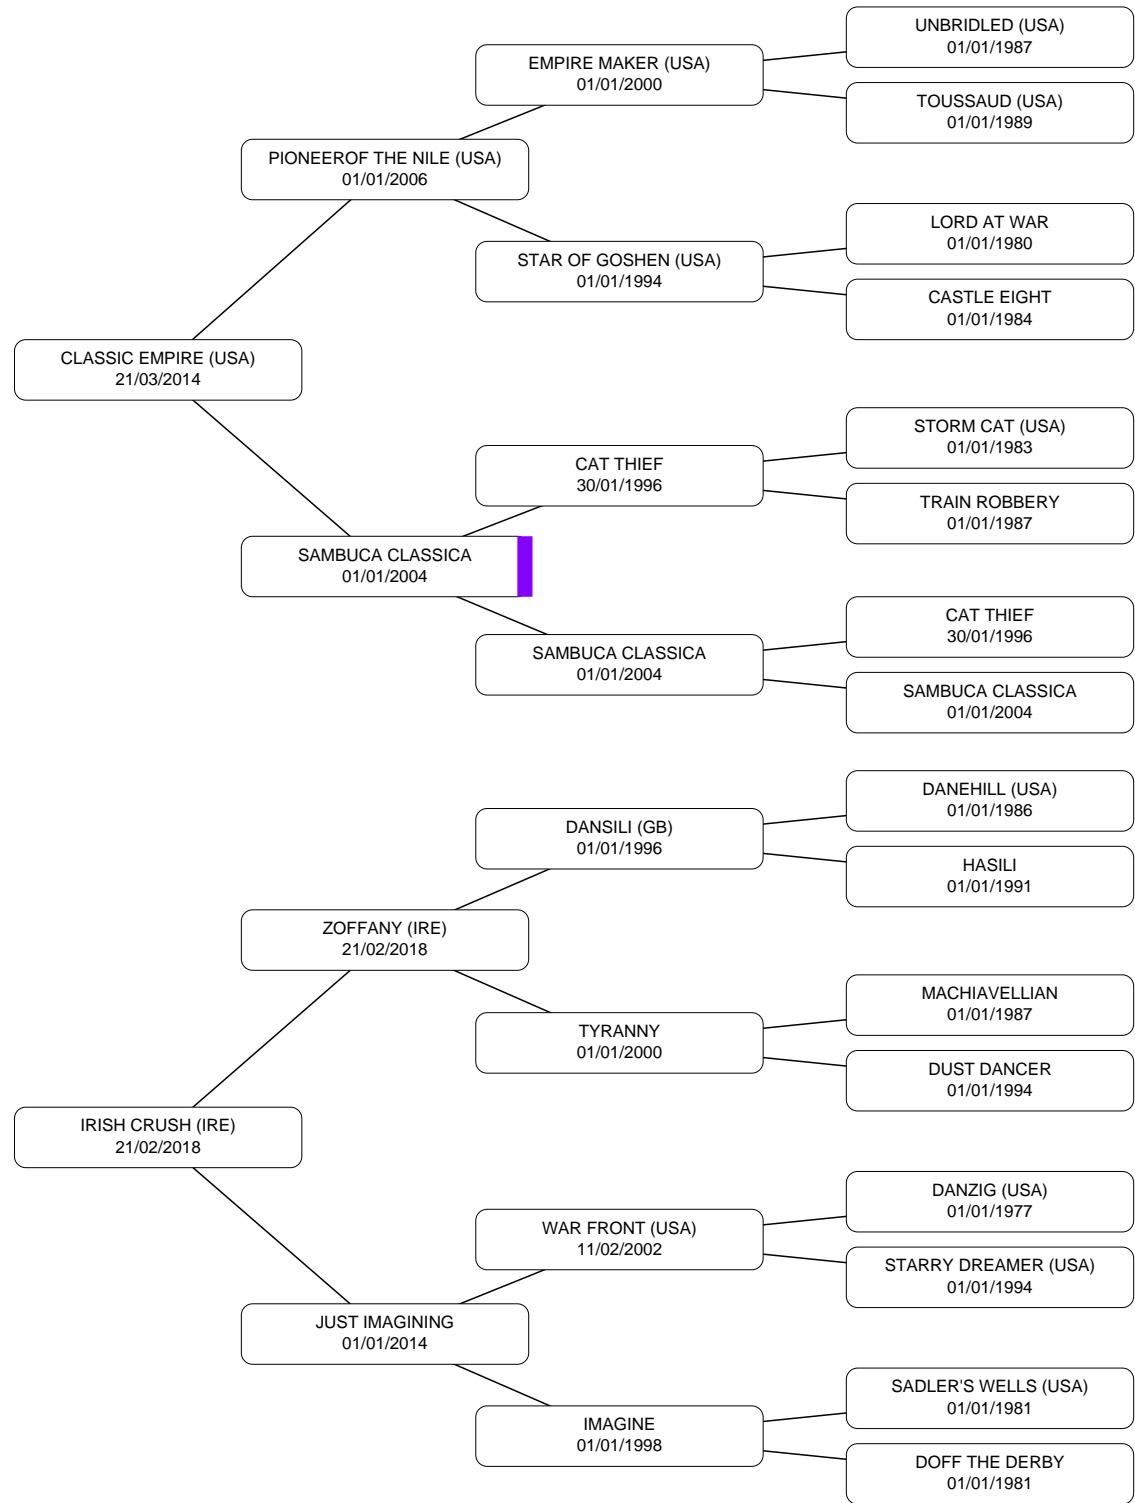 UNBRIDLED (USA)
01/01/1987
EMPIRE MAKER (USA)
01/01/2000
TOUSSAUD (USA)
01/01/1989
PIONEEROF THE NILE (USA)
01/01/2006
LORD AT WAR
01/01/1980
STAR OF GOSHEN (USA)
01/01/1994
CASTLE EIGHT
01/01/1984
CLASSIC EMPIRE (USA)
21/03/2014
STORM CAT (USA)
01/01/1983
CAT THIEF
30/01/1996
TRAIN ROBBERY
01/01/1987
SAMBUCA CLASSICA
01/01/2004
CAT THIEF
30/01/1996
SAMBUCA CLASSICA
01/01/2004
SAMBUCA CLASSICA
01/01/2004
DANEHILL (USA)
01/01/1986
DANSILI (GB)
01/01/1996
HASILI
01/01/1991
ZOFFANY (IRE)
21/02/2018
MACHIAVELLIAN
01/01/1987
TYRANNY
01/01/2000
DUST DANCER
01/01/1994
IRISH CRUSH (IRE)
21/02/2018
DANZIG (USA)
01/01/1977
WAR FRONT (USA)
11/02/2002
STARRY DREAMER (USA)
01/01/1994
JUST IMAGINING
01/01/2014
SADLER'S WELLS (USA)
01/01/1981
IMAGINE
01/01/1998
DOFF THE DERBY
01/01/1981